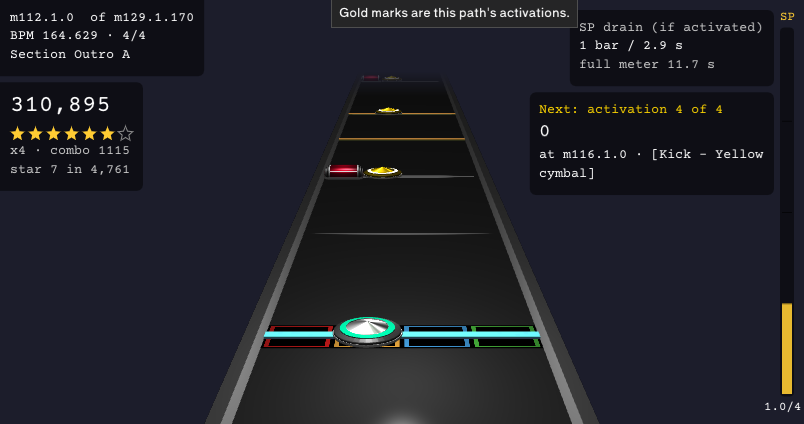 Gold marks are this path's activations.
m112.1.0 of m129.1.170
BPM 164.629 · 4/4
Section Outro A
310,895
x4 · combo 1115
star 7 in 4,761
SP drain (if activated)
1 bar / 2.9 s
full meter 11.7 s
Next: activation 4 of 4
0
at m116.1.0 · [Kick - Yellow
cymbal]
SP
1.0/4